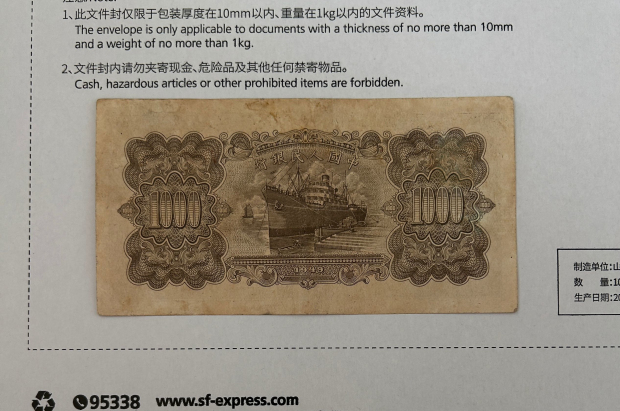 1、此文件封仅限于包装厚度在10mm以内、重量在1kg以内的文件资料。
The envelope is only applicable to documents with a thickness of no more than 10mm
and a weight of no more than 1kg.
2、文件封内请勿夹寄现金、危险品及其他任何禁寄物品。
Cash, hazardous articles or other prohibited items are forbidden.
行銀民人國中
1000
1000
1949
制造单位:山
数 量:10
生产日期:20
95338 www.sf-express.com